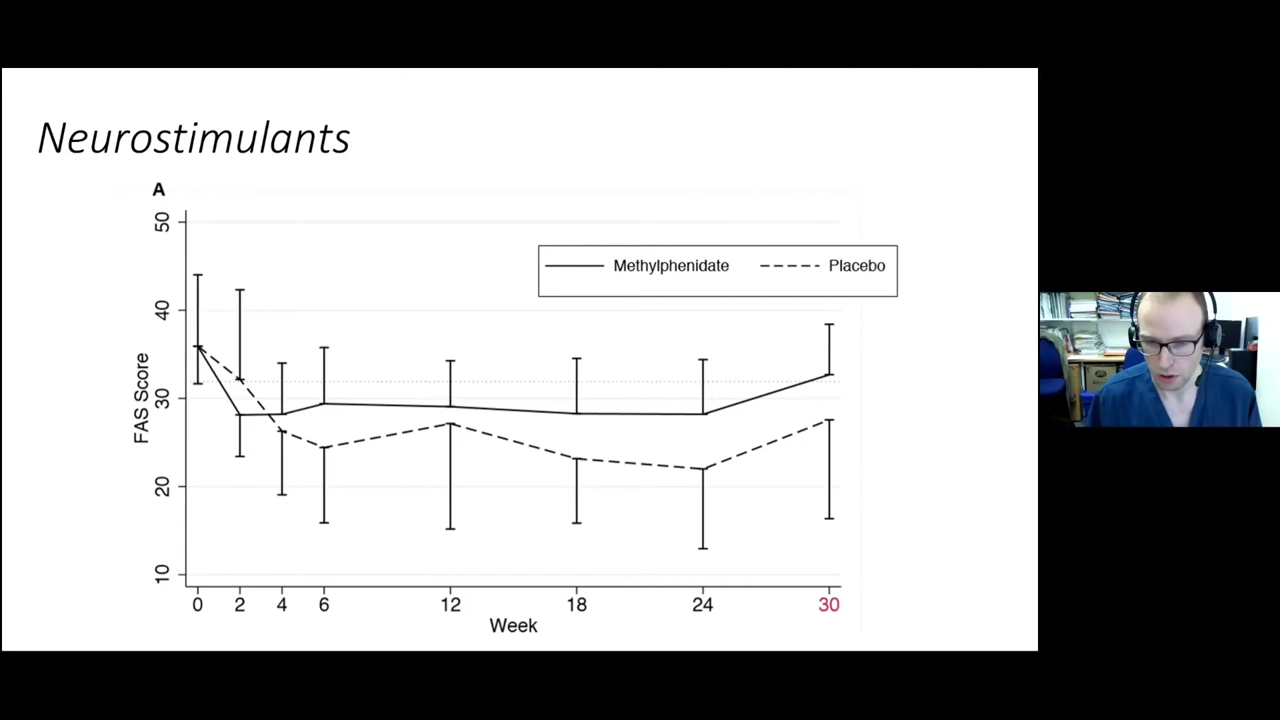 Neurostimulants
A
50
Methylphenidate Placebo
40
30
20
10
FAS Score
0 2 4 6 12 18 24 30
Week